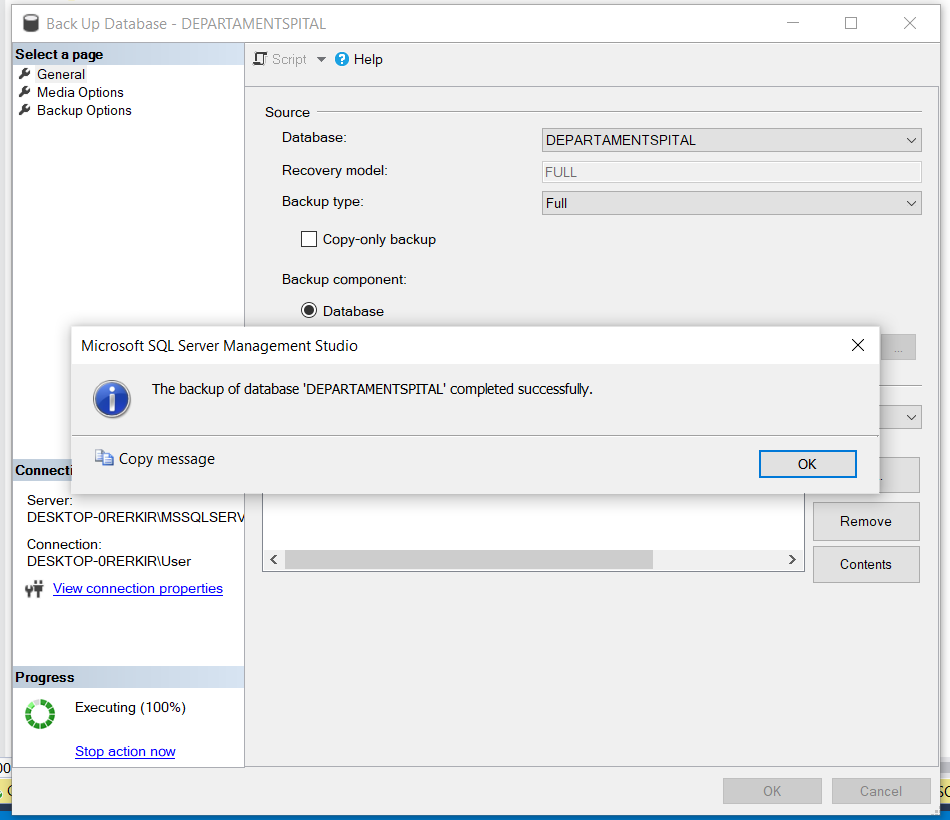 Back Up Database - DEPARTAMENTSPITAL
Select a page
General
Media Options
Backup Options
Script
Help
Source
Database:
DEPARTAMENTSPITAL
Recovery model:
FULL
Backup type:
Full
Copy-only backup
Backup component:
Database
...
Microsoft SQL Server Management Studio
The backup of database 'DEPARTAMENTSPITAL' completed successfully.
Copy message
OK
Remove
Contents
Server:
DESKTOP-0RERKIR\MSSQLSERV
Connection:
DESKTOP-0RERKIR\User
View connection properties
Progress
Executing (100%)
Stop action now
OK
Cancel